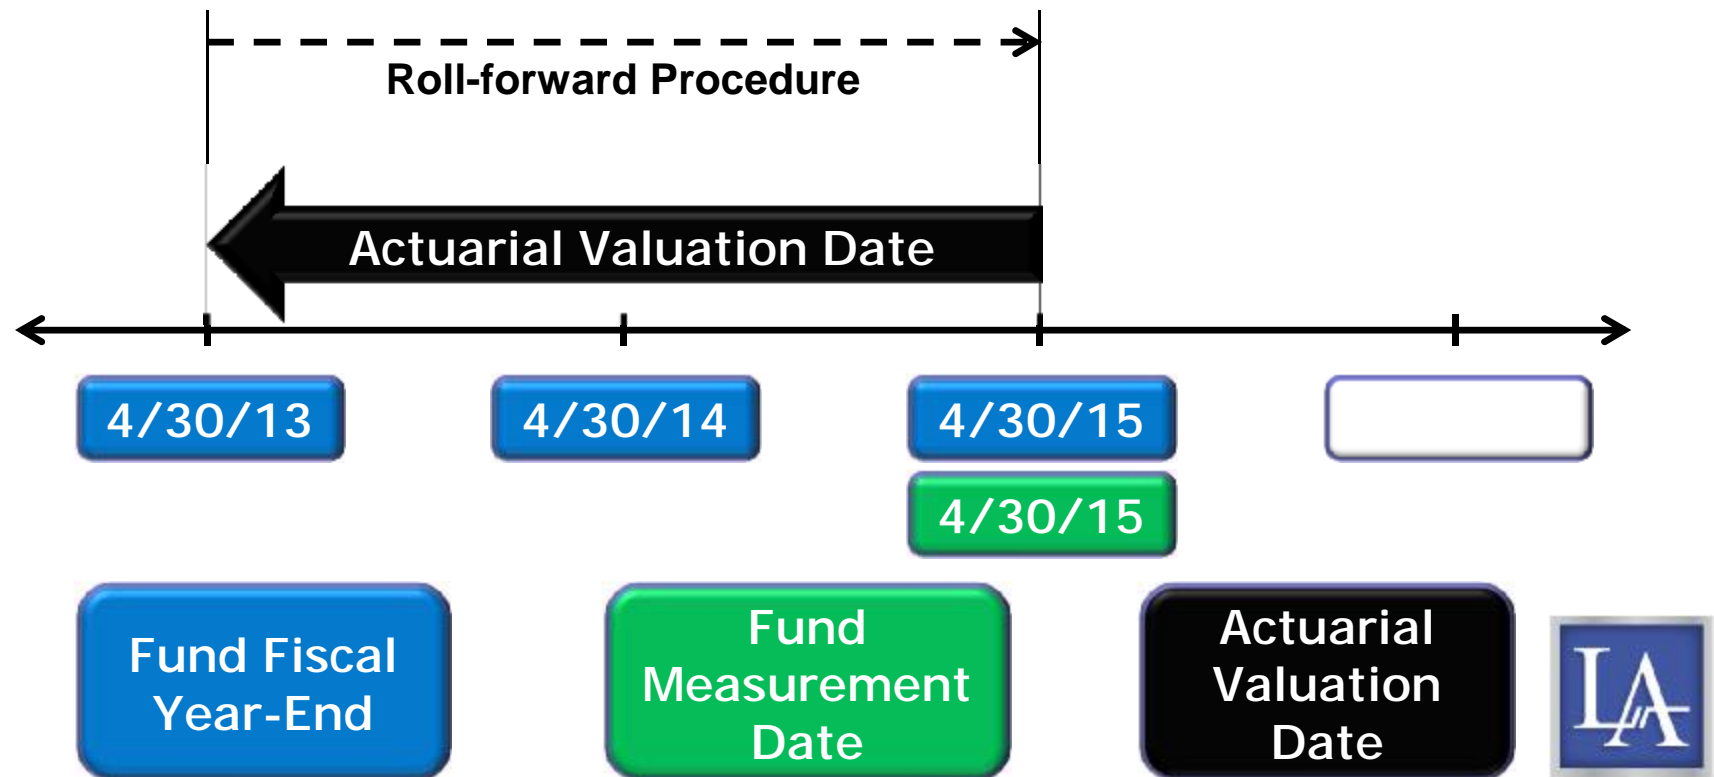 Roll-forward Procedure
Actuarial Valuation Date
4/30/13
4/30/14
4/30/15
4/30/15
Fund Fiscal
Year-End
Fund
Measurement
Date
Actuarial
Valuation
Date
LA